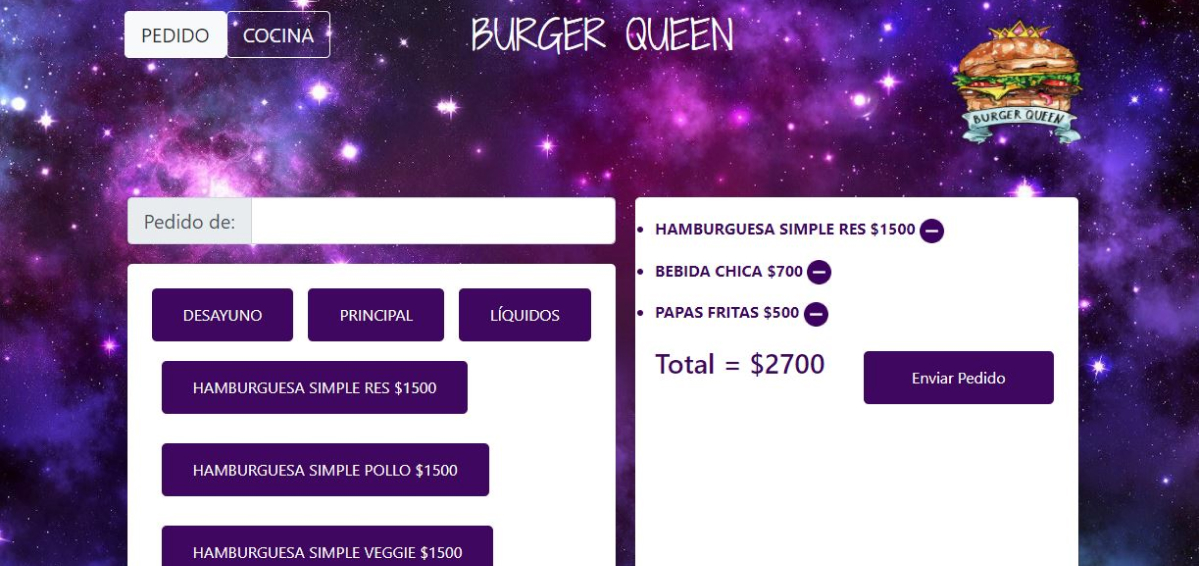 PEDIDO
COCINA
BURGER QUEEN
BURGER QUEEN
Pedido de:
DESAYUNO
PRINCIPAL
LÍQUIDOS
HAMBURGUESA SIMPLE RES $1500
HAMBURGUESA SIMPLE POLLO $1500
HAMBURGUESA SIMPLE VEGGIE $1500
HAMBURGUESA SIMPLE RES $1500
BEBIDA CHICA $700
PAPAS FRITAS $500
Total = $2700
Enviar Pedido